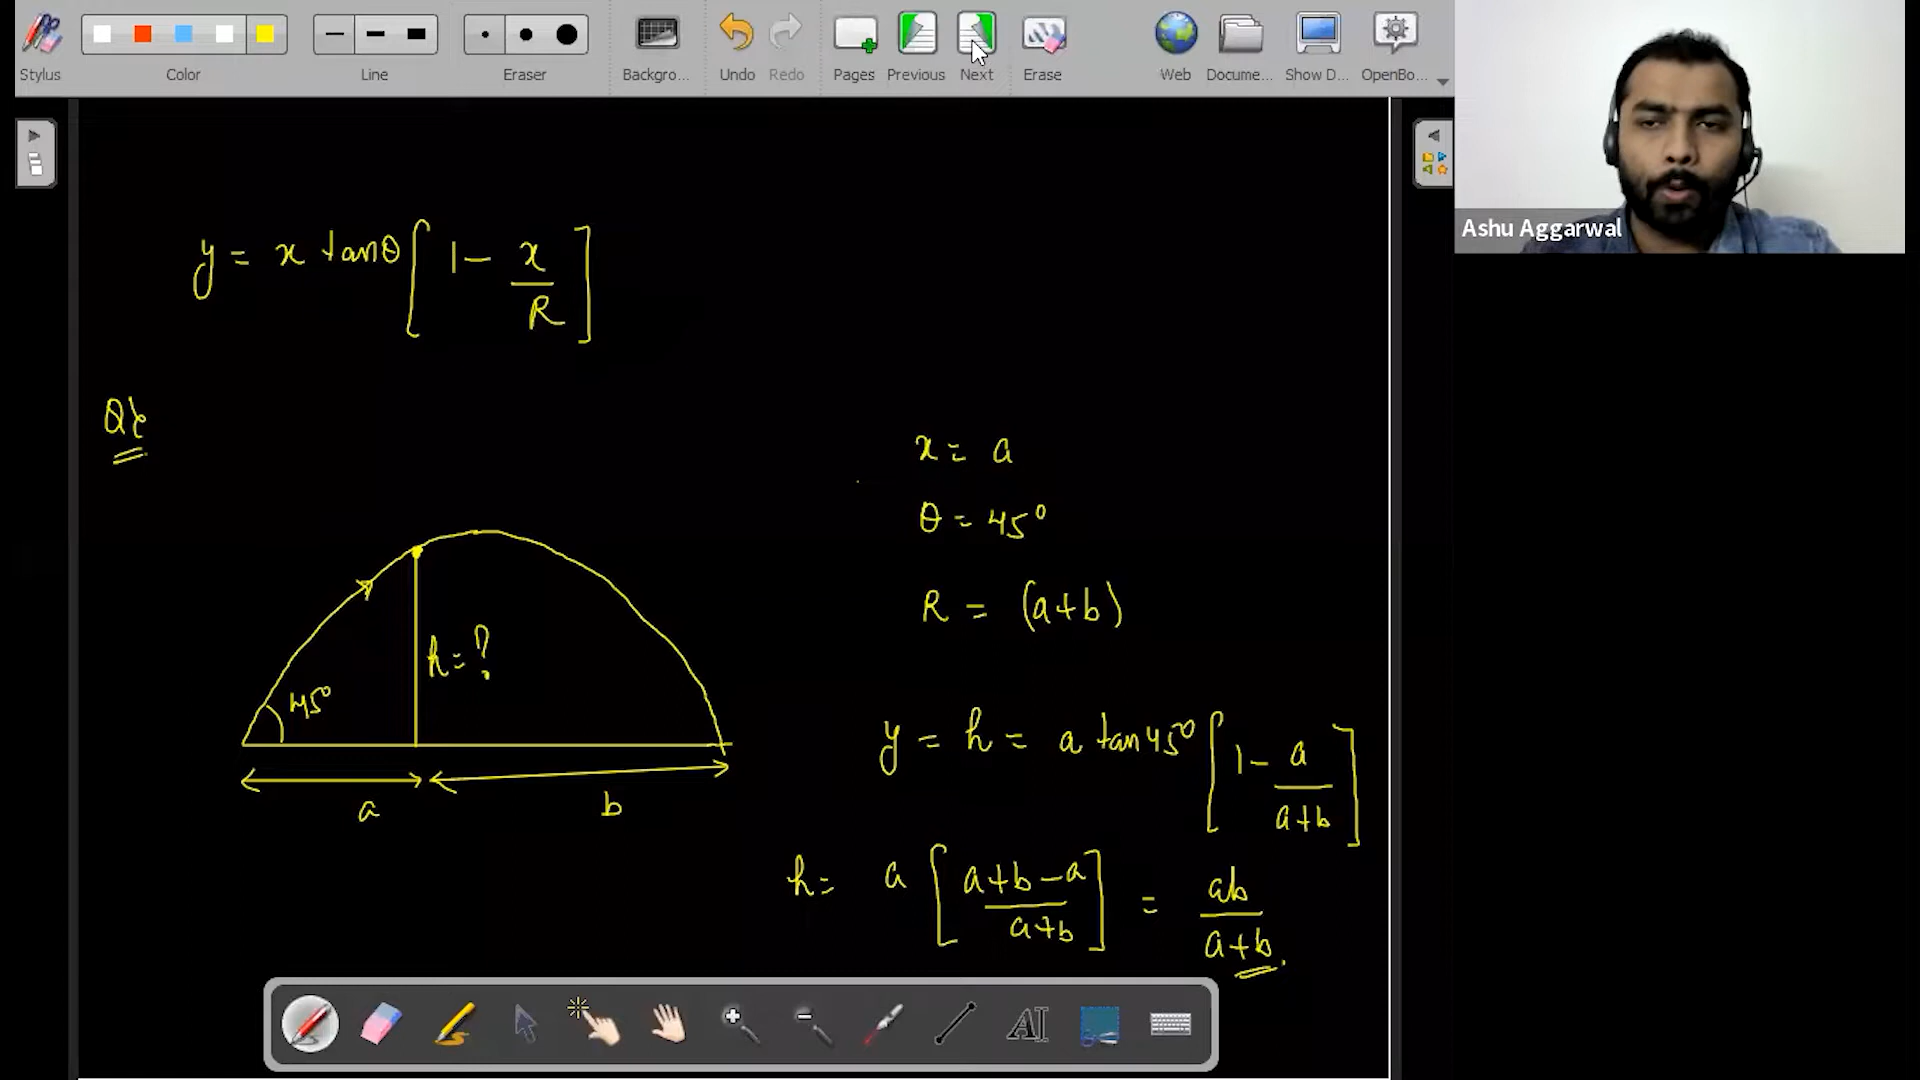 Stylus
Color
Line
Eraser
Backgro...
Undo
Redo
Pages
Previous
Next
Erase
Web
Docume...
Show D...
OpenBo...
Ashu Aggarwal
y = x tanθ [1 - x/R]
x = a
θ = 45°
R = (a+b)
h = ?
45°
a
b
y = h = a tan45° [1 - a/(a+b)]
h = a [(a+b-a)/(a+b)] = ab/(a+b).
AI